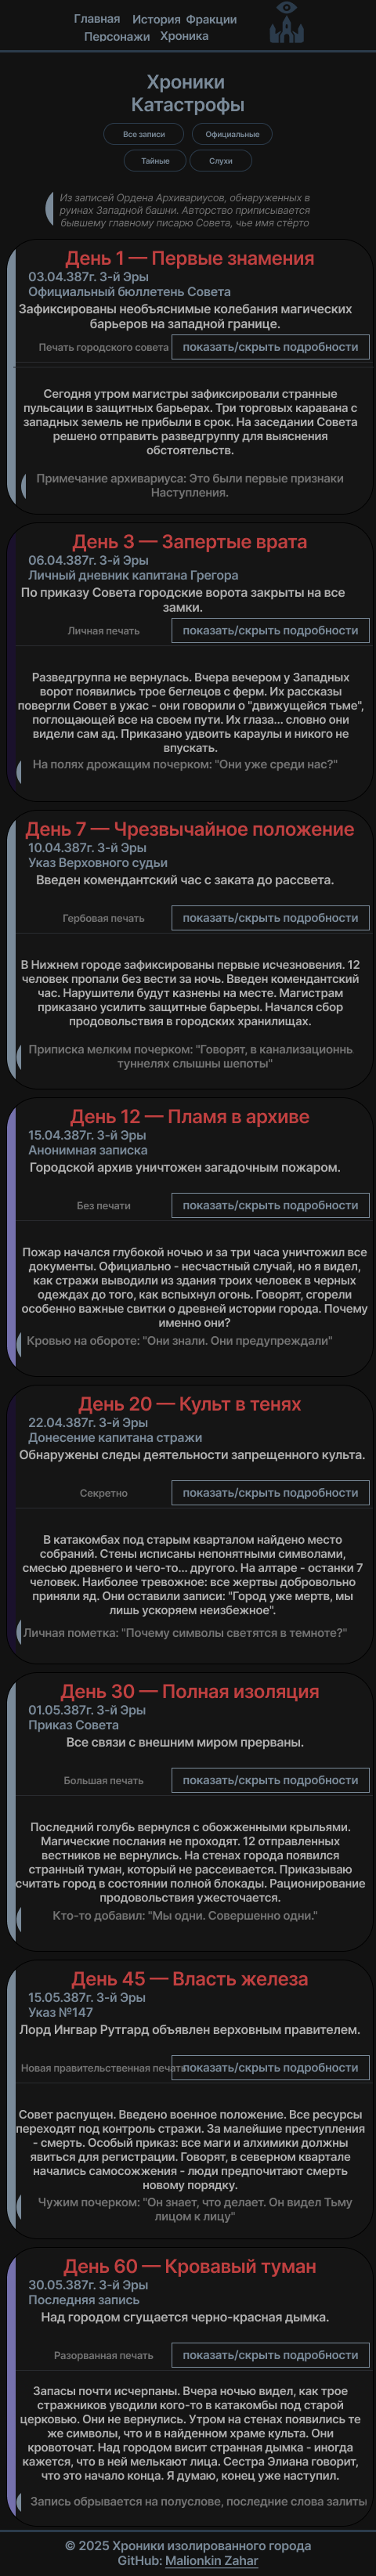 Главная История Фракции
Персонажи Хроника
Хроники
Катастрофы
Все записи Официальные
Тайные Слухи
Из записей Ордена Архивариусов, обнаруженных в
руинах Западной башни. Авторство приписывается
бывшему главному писарю Совета, чье имя стёрто
День 1 — Первые знамения
03.04.387г. 3-й Эры
Официальный бюллетень Совета
Зафиксированы необъяснимые колебания магических
барьеров на западной границе.
Печать городского совета показать/скрыть подробности
Сегодня утром магистры зафиксировали странные
пульсации в защитных барьерах. Три торговых каравана с
западных земель не прибыли в срок. На заседании Совета
решено отправить разведгруппу для выяснения
обстоятельств.
Примечание архивариуса: Это были первые признаки
Наступления.
День 3 — Запертые врата
06.04.387г. 3-й Эры
Личный дневник капитана Грегора
По приказу Совета городские ворота закрыты на все
замки.
Личная печать показать/скрыть подробности
Разведгруппа не вернулась. Вчера вечером у Западных
ворот появились трое беглецов с ферм. Их рассказы
повергли Совет в ужас - они говорили о "движущейся тьме",
поглощающей все на своем пути. Их глаза... словно они
видели сам ад. Приказано удвоить караулы и никого не
впускать.
На полях дрожащим почерком: "Они уже среди нас?"
День 7 — Чрезвычайное положение
10.04.387г. 3-й Эры
Указ Верховного судьи
Введен комендантский час с заката до рассвета.
Гербовая печать показать/скрыть подробности
В Нижнем городе зафиксированы первые исчезновения. 12
человек пропали без вести за ночь. Введен комендантский
час. Нарушители будут казнены на месте. Магистрам
приказано усилить защитные барьеры. Начался сбор
продовольствия в городских хранилищах.
Приписка мелким почерком: "Говорят, в канализационнь
туннелях слышны шепоты"
День 12 — Пламя в архиве
15.04.387г. 3-й Эры
Анонимная записка
Городской архив уничтожен загадочным пожаром.
Без печати показать/скрыть подробности
Пожар начался глубокой ночью и за три часа уничтожил все
документы. Официально - несчастный случай, но я видел,
как стражи выводили из здания троих человек в черных
одеждах до того, как вспыхнул огонь. Говорят, сгорели
особенно важные свитки о древней истории города. Почему
именно они?
Кровью на обороте: "Они знали. Они предупреждали"
День 20 — Культ в тенях
22.04.387г. 3-й Эры
Донесение капитана стражи
Обнаружены следы деятельности запрещенного культа.
Секретно показать/скрыть подробности
В катакомбах под старым кварталом найдено место
собраний. Стены исписаны непонятными символами,
смесью древнего и чего-то... другого. На алтаре - останки 7
человек. Наиболее тревожное: все жертвы добровольно
приняли яд. Они оставили записи: "Город уже мертв, мы
лишь ускоряем неизбежное".
Личная пометка: "Почему символы светятся в темноте?"
День 30 — Полная изоляция
01.05.387г. 3-й Эры
Приказ Совета
Все связи с внешним миром прерваны.
Большая печать показать/скрыть подробности
Последний голубь вернулся с обожженными крыльями.
Магические послания не проходят. 12 отправленных
вестников не вернулись. На стенах города появился
странный туман, который не рассеивается. Приказываю
считать город в состоянии полной блокады. Рационирование
продовольствия ужесточается.
Кто-то добавил: "Мы одни. Совершенно одни."
День 45 — Власть железа
15.05.387г. 3-й Эры
Указ №147
Лорд Ингвар Рутгард объявлен верховным правителем.
Новая правительственная печать показать/скрыть подробности
Совет распущен. Введено военное положение. Все ресурсы
переходят под контроль стражи. За малейшие преступления
- смерть. Особый приказ: все маги и алхимики должны
явиться для регистрации. Говорят, в северном квартале
начались самосожжения - люди предпочитают смерть
новому порядку.
Чужим почерком: "Он знает, что делает. Он видел Тьму
лицом к лицу"
День 60 — Кровавый туман
30.05.387г. 3-й Эры
Последняя запись
Над городом сгущается черно-красная дымка.
Разорванная печать показать/скрыть подробности
Запасы почти исчерпаны. Вчера ночью видел, как трое
стражников уводили кого-то в катакомбы под старой
церковью. Они не вернулись. Утром на стенах появились те
же символы, что и в найденном храме культа. Они
кровоточат. Над городом висит странная дымка - иногда
кажется, что в ней мелькают лица. Сестра Элиана говорит,
что это начало конца. Я думаю, конец уже наступил.
Запись обрывается на полуслове, последние слова залиты
© 2025 Хроники изолированного города
GitHub: Malionkin Zahar